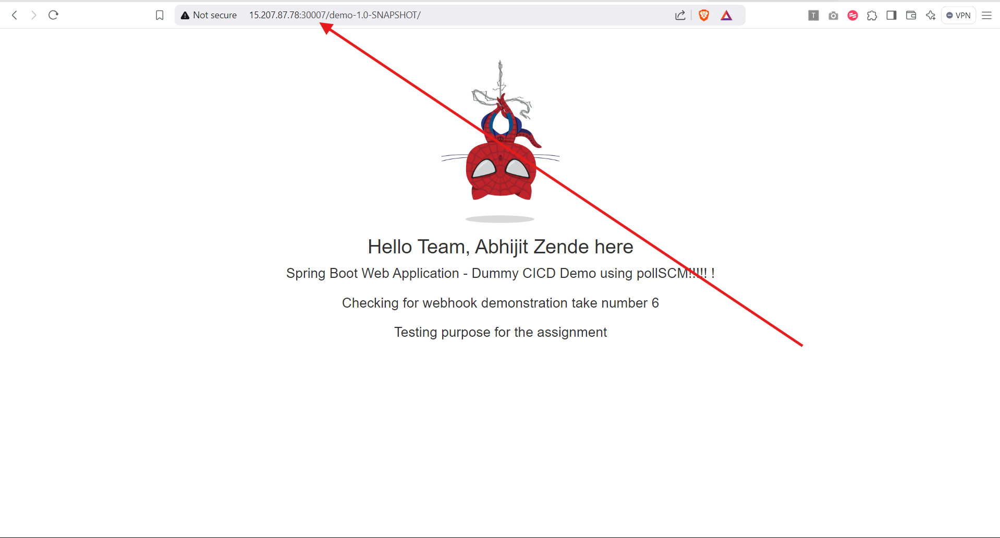 Not secure 15.207.87.78:30007/demo-1.0-SNAPSHOT/ T VPN
Hello Team, Abhijit Zende here
Spring Boot Web Application - Dummy CICD Demo using pollSCM!!!!! !
Checking for webhook demonstration take number 6
Testing purpose for the assignment